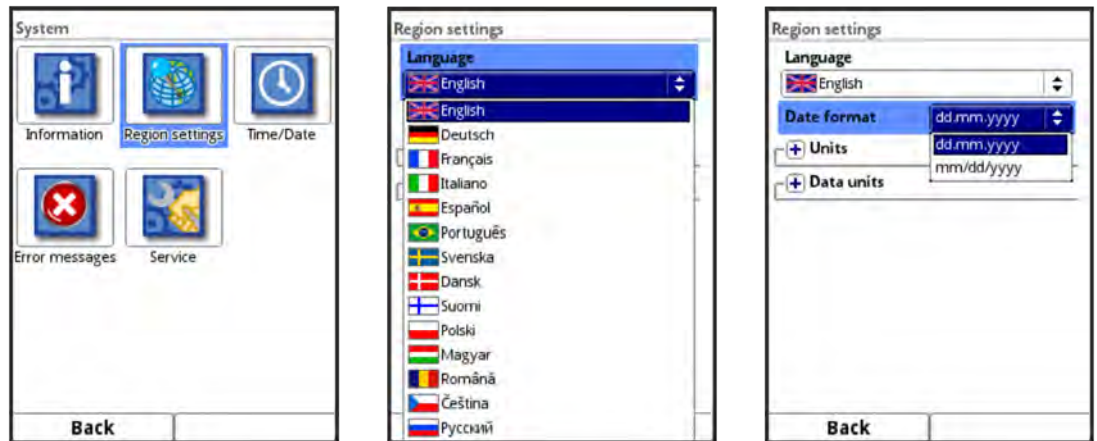 System
Information
Region settings
Time/Date
Error messages
Service
Back
Region settings
Language
English
English
Deutsch
Français
Italiano
Español
Português
Svenska
Dansk
Suomi
Polski
Magyar
Română
Čeština
Русский
Region settings
Language
English
Date format dd.mm.yyyy
dd.mm.yyyy
mm/dd/yyyy
Units
Data units
Back